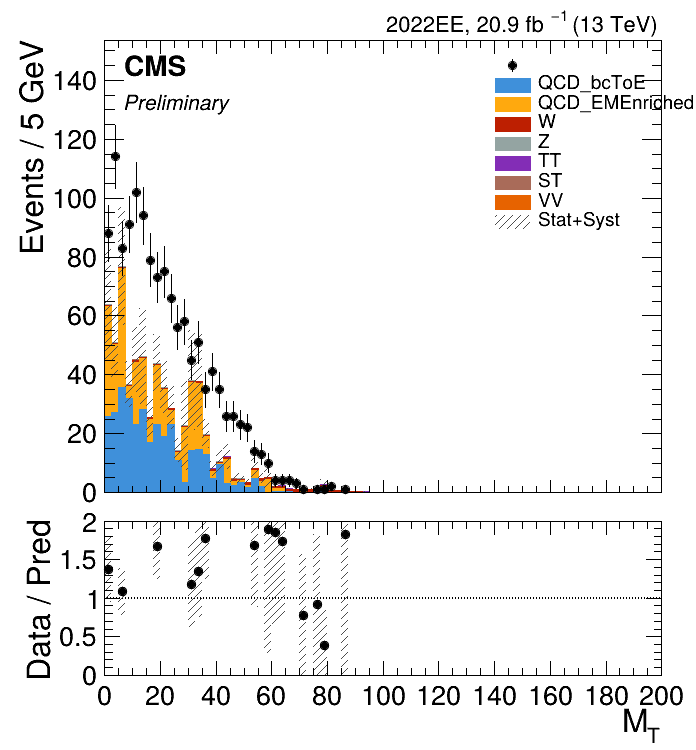 2022EE, 20.9 fb⁻¹ (13 TeV)
Events / 5 GeV
CMS
Preliminary
QCD_bcToE
QCD_EMEnriched
W
Z
TT
ST
VV
Stat+Syst
140
120
100
80
60
40
20
0
Data / Pred
2
1.5
1
0.5
0
0 20 40 60 80 100 120 140 160 180 200
M_T